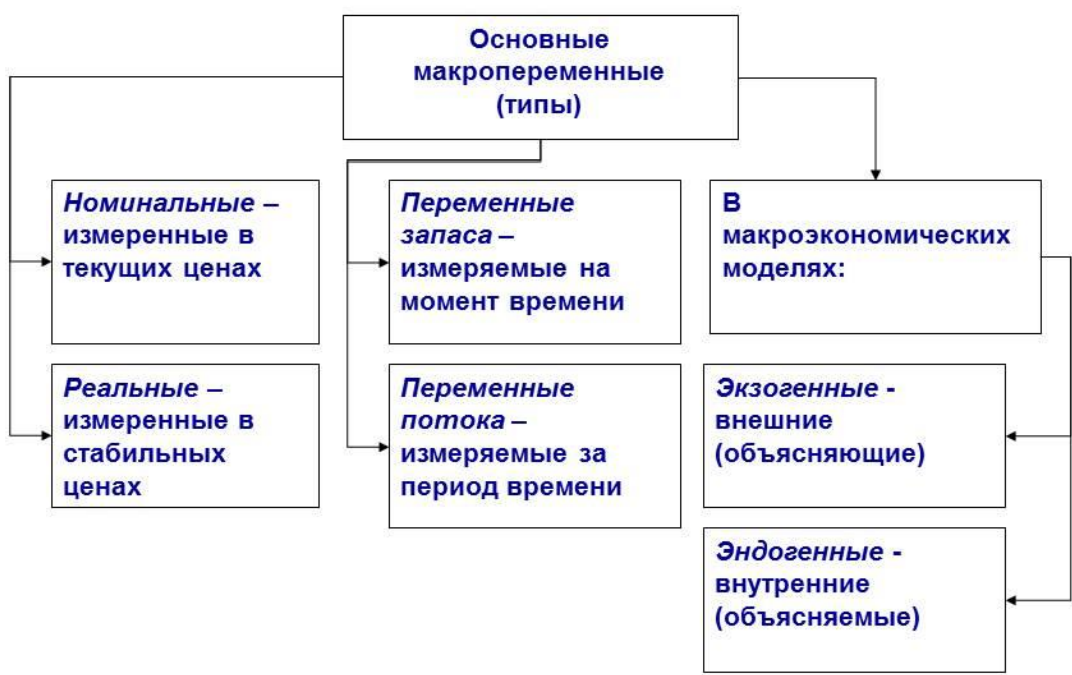 Основные
макропеременные
(типы)
Номинальные –
измеренные в
текущих ценах
Реальные –
измеренные в
стабильных
ценах
Переменные
запаса –
измеряемые на
момент времени
Переменные
потока –
измеряемые за
период времени
В
макроэкономических
моделях:
Экзогенные -
внешние
(объясняющие)
Эндогенные -
внутренние
(объясняемые)